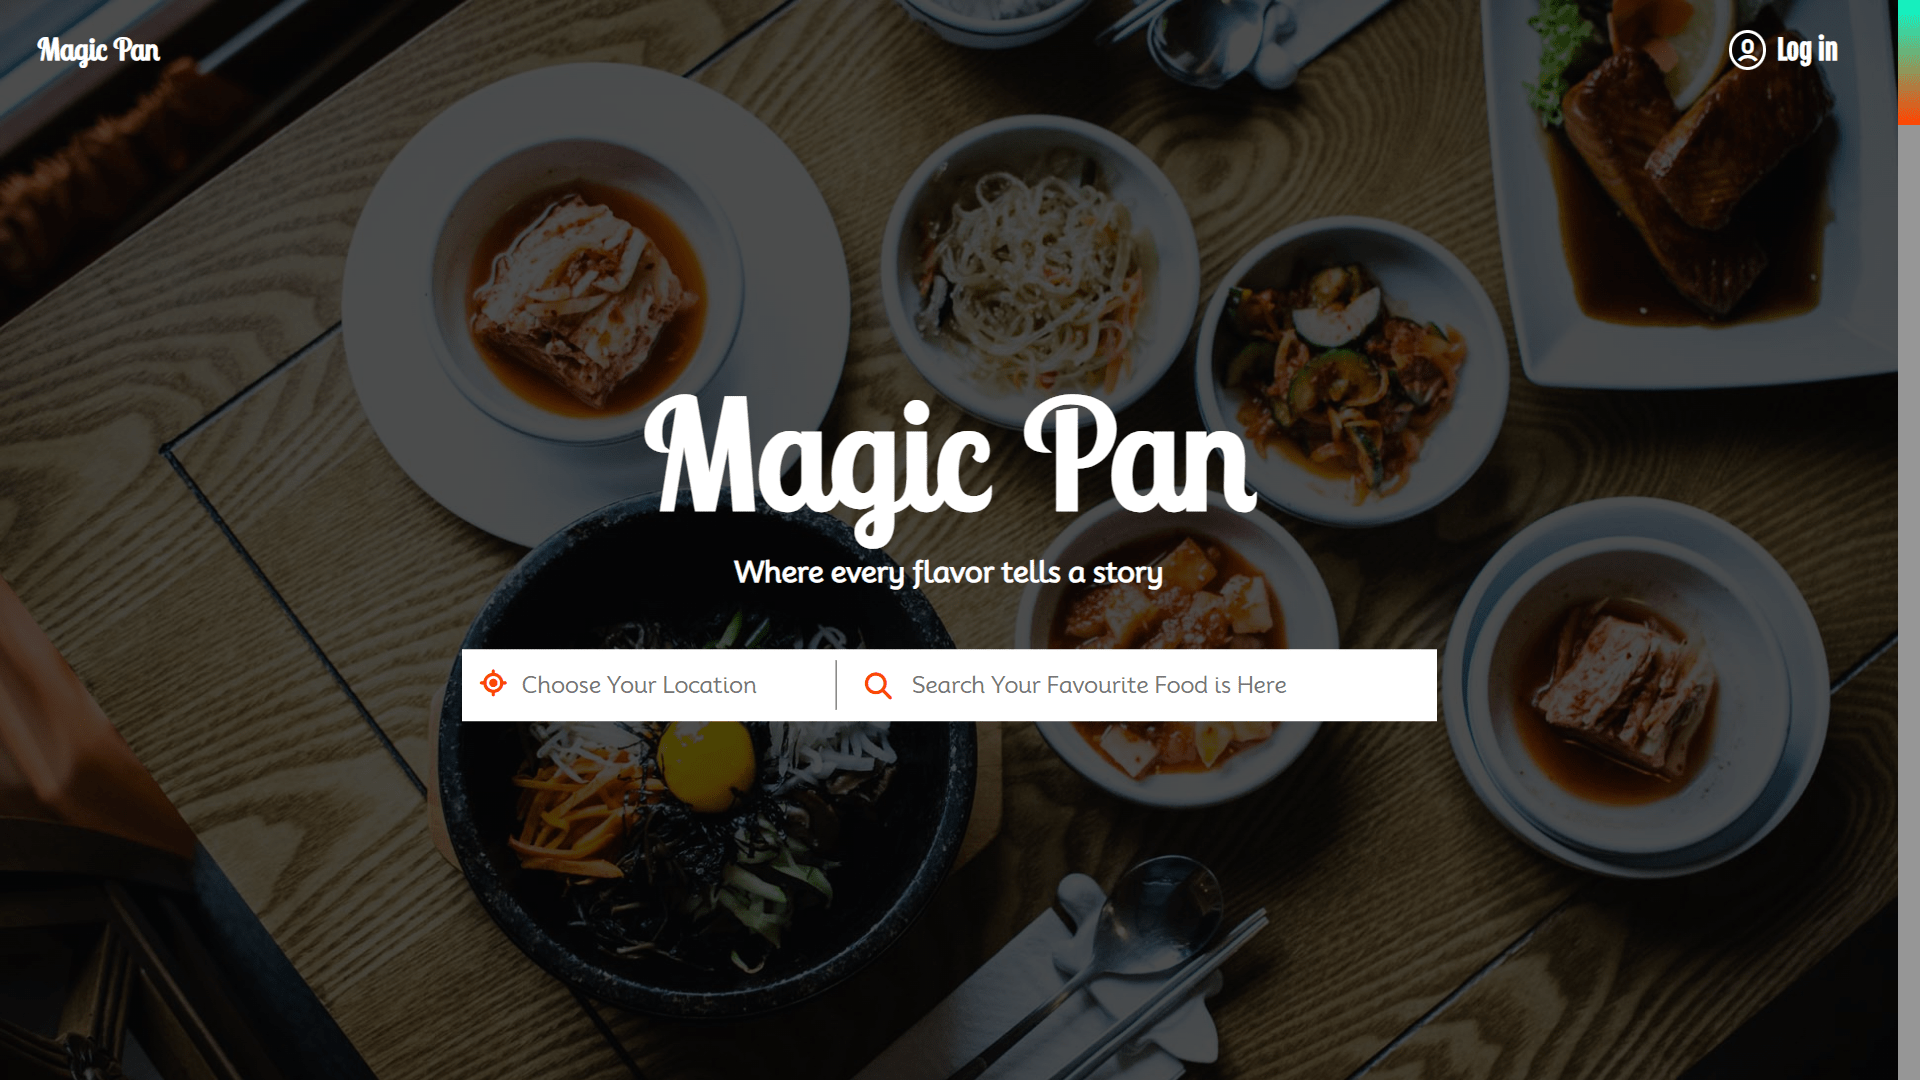 Magic Pan
Log in
Magic Pan
Where every flavor tells a story
Choose Your Location
Search Your Favourite Food is Here